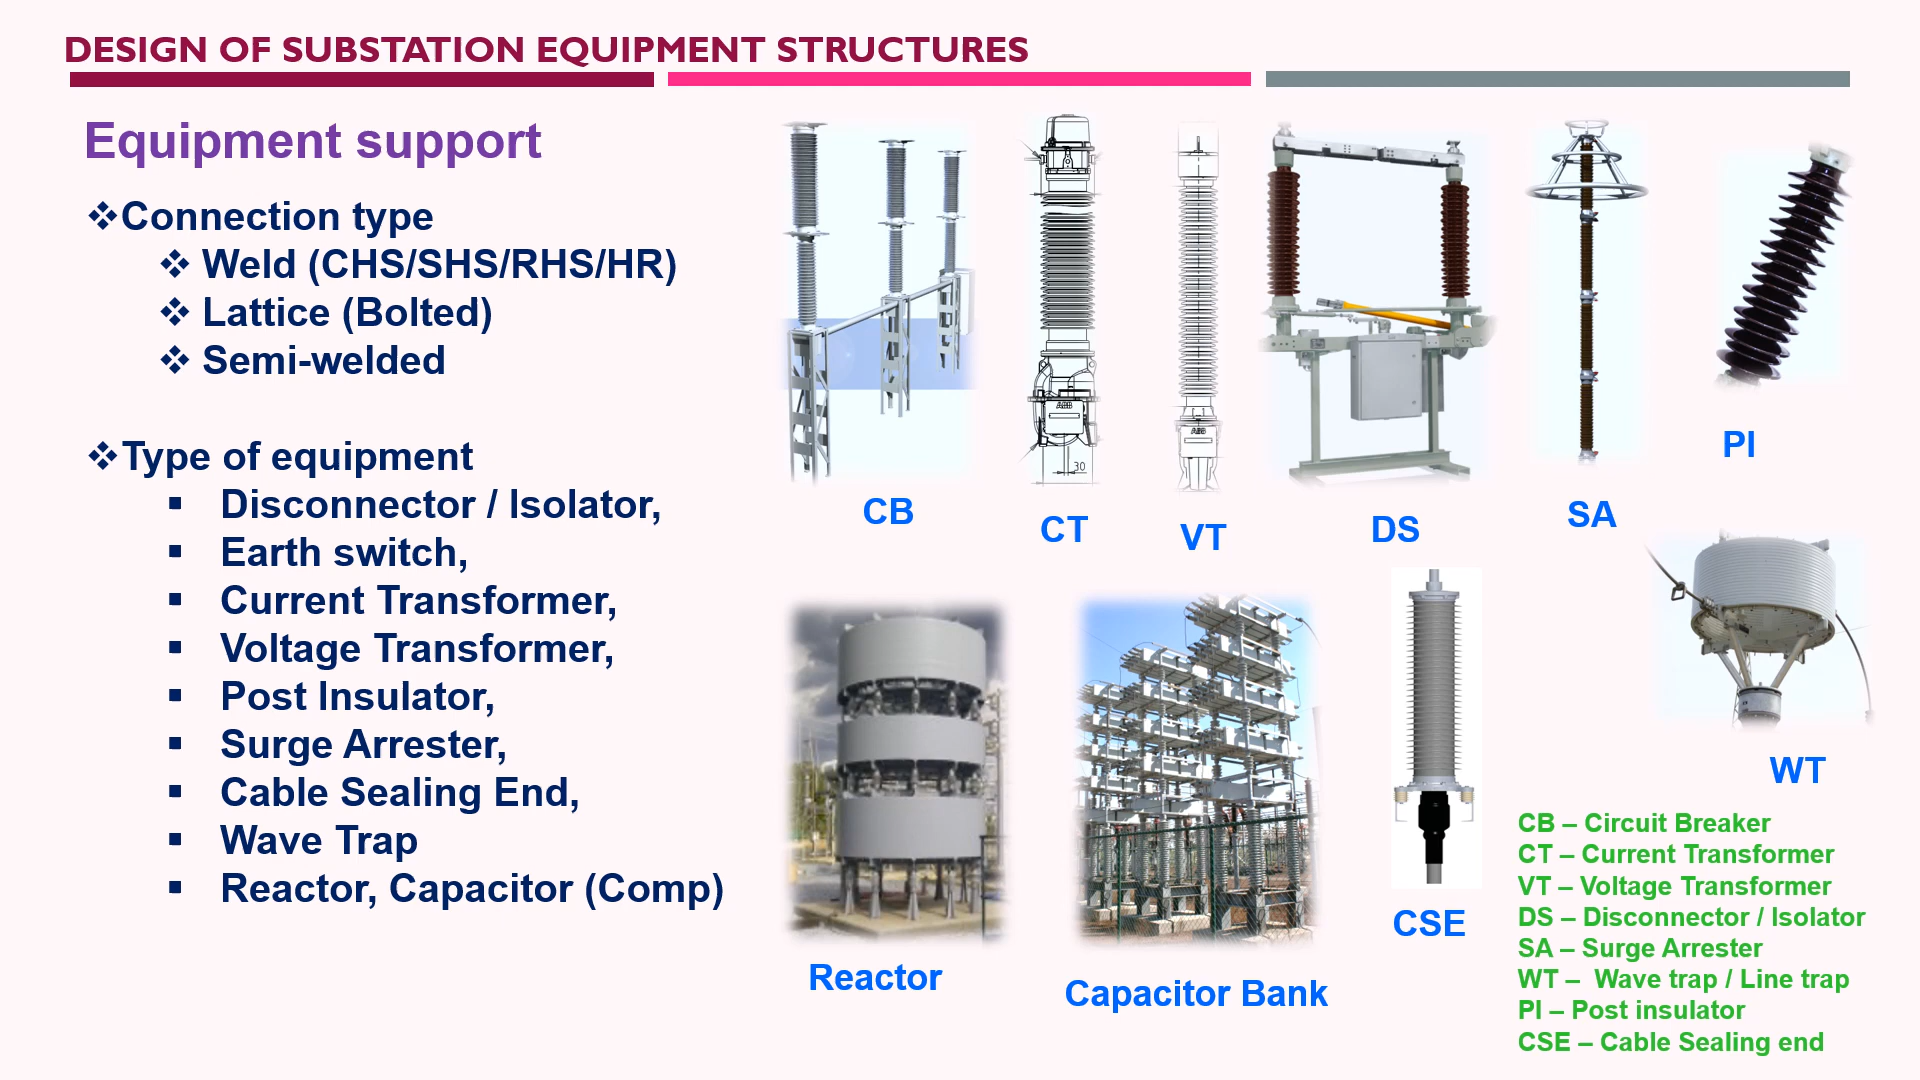 DESIGN OF SUBSTATION EQUIPMENT STRUCTURES
Equipment support
❖Connection type
❖ Weld (CHS/SHS/RHS/HR)
❖ Lattice (Bolted)
❖ Semi-welded
❖Type of equipment
▪ Disconnector / Isolator,
▪ Earth switch,
▪ Current Transformer,
▪ Voltage Transformer,
▪ Post Insulator,
▪ Surge Arrester,
▪ Cable Sealing End,
▪ Wave Trap
▪ Reactor, Capacitor (Comp)
ABB
30
ABB
CB
CT
VT
DS
SA
PI
Reactor
Capacitor Bank
CSE
WT
CB – Circuit Breaker
CT – Current Transformer
VT – Voltage Transformer
DS – Disconnector / Isolator
SA – Surge Arrester
WT –  Wave trap / Line trap
PI – Post insulator
CSE – Cable Sealing end